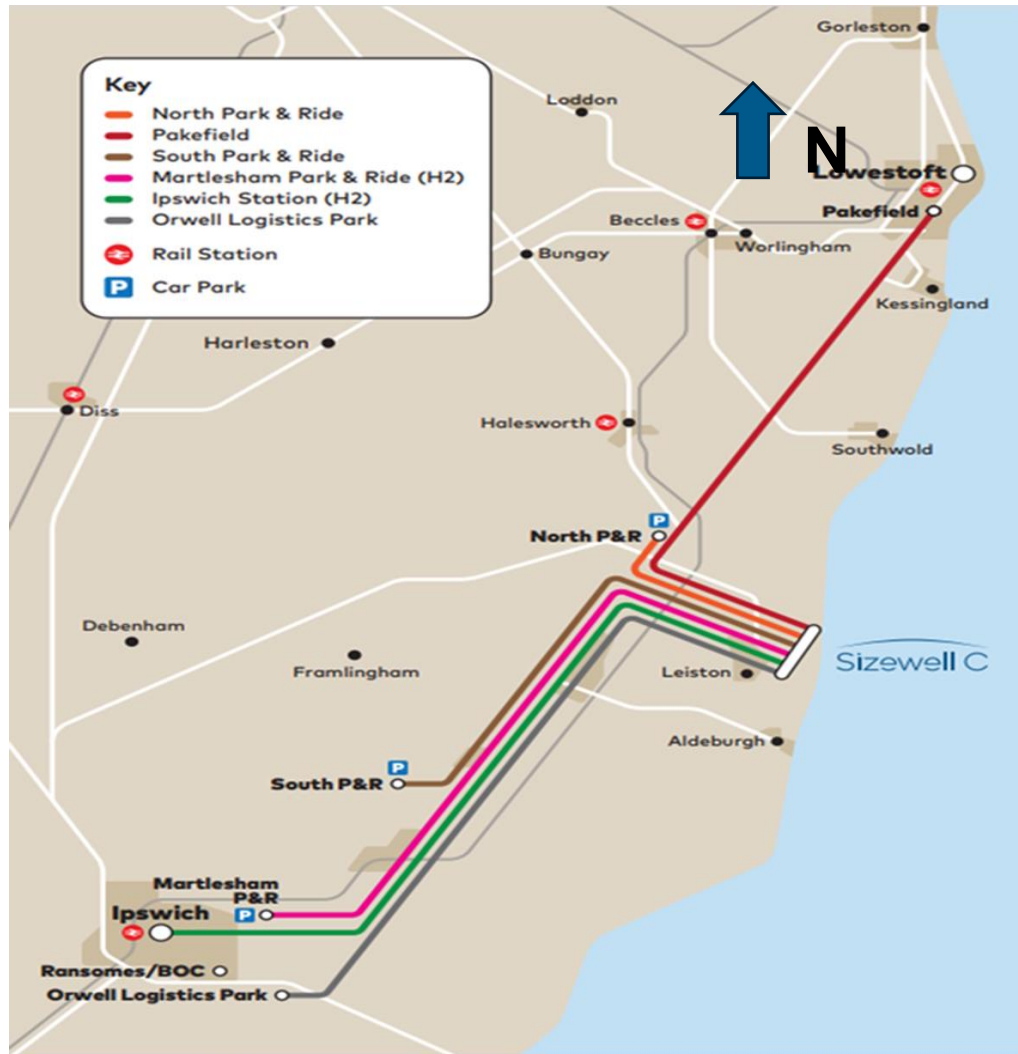 Gorleston
Key
North Park & Ride
Pakefield
South Park & Ride
Martlesham Park & Ride (H2)
Ipswich Station (H2)
Orwell Logistics Park
Rail Station
P
Car Park
Loddon
N
Lowestoft
Pakefield
Beccles
Worlingham
Bungay
Kessingland
Harleston
Diss
Halesworth
Southwold
P
North P&R
Debenham
Framlingham
Leiston
Sizewell C
Aldeburgh
P
South P&R
Martlesham
P&R
P
Ipswich
Ransomes/BOC
Orwell Logistics Park